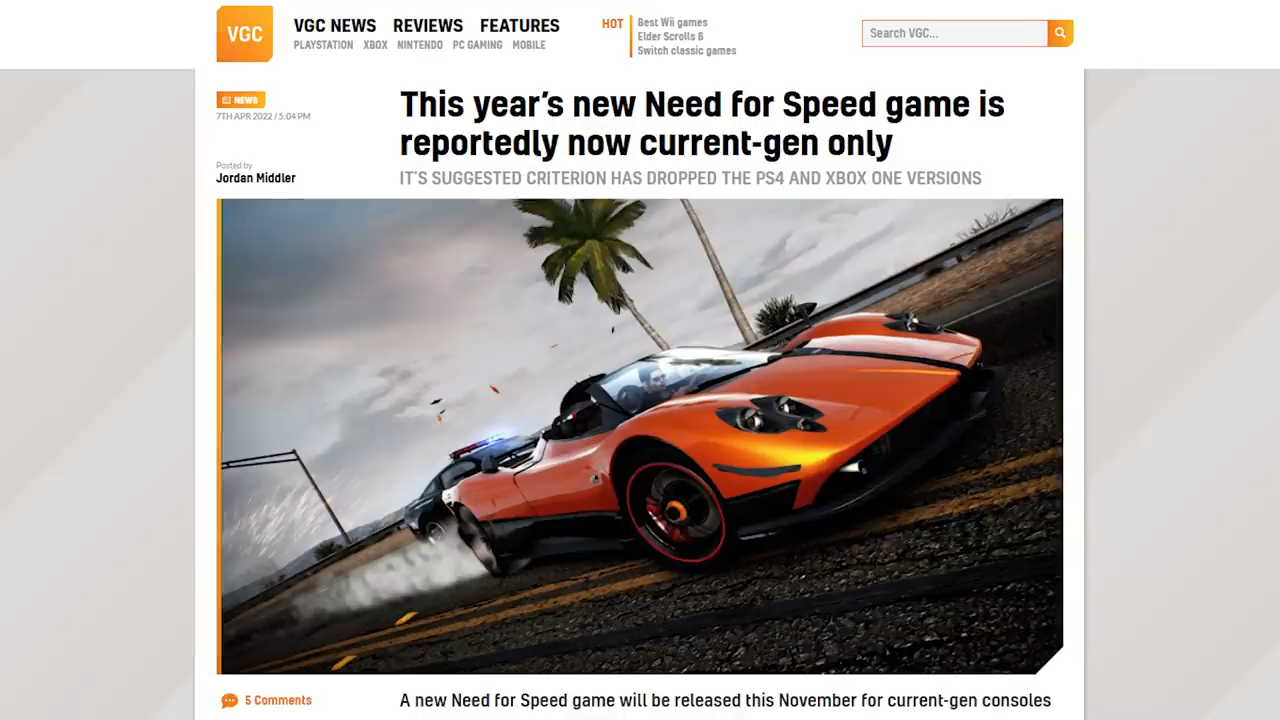 VGC
VGC NEWS REVIEWS FEATURES
PLAYSTATION XBOX NINTENDO PC GAMING MOBILE
HOT
Best Wii games
Elder Scrolls 6
Switch classic games
Search VGC...
NEWS
7TH APR 2022 / 5:04 PM
Posted by
Jordan Middler
This year's new Need for Speed game is
reportedly now current-gen only
IT'S SUGGESTED CRITERION HAS DROPPED THE PS4 AND XBOX ONE VERSIONS
5 Comments
A new Need for Speed game will be released this November for current-gen consoles